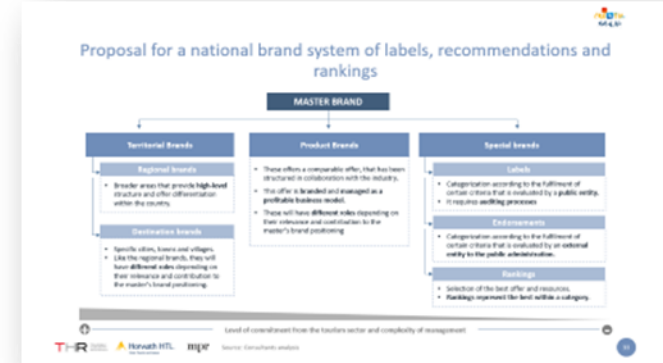 Proposal for a national brand system of labels, recommendations and
rankings
MASTER BRAND
Territorial Brands
Regional brands
• Broader areas that provide high-level
structure and offer differentiation
within the country.
Destination brands
• Specific cities, towns and villages.
• Like the regional brands, they will
have different roles depending on
their relevance and contribution to
the master's brand positioning.
Product Brands
• These offers a comparable offer, that has been
structured in collaboration with the industry.
• This offer is branded and managed as a
profitable business model.
• These will have different roles depending on
their relevance and contribution to the
master's brand positioning
Special brands
Labels
• Categorization according to the fulfilment of
certain criteria that is evaluated by a public entity.
• It requires auditing processes
Endorsements
• Categorization according to the fulfilment of
certain criteria that is evaluated by an external
entity to the public administration.
Rankings
• Selection of the best offer and resources.
• Rankings represent the best within a category.
Level of commitment from the tourism sector and complexity of management
THR
Horwath HTL
mpr
Source: Consultants analysis